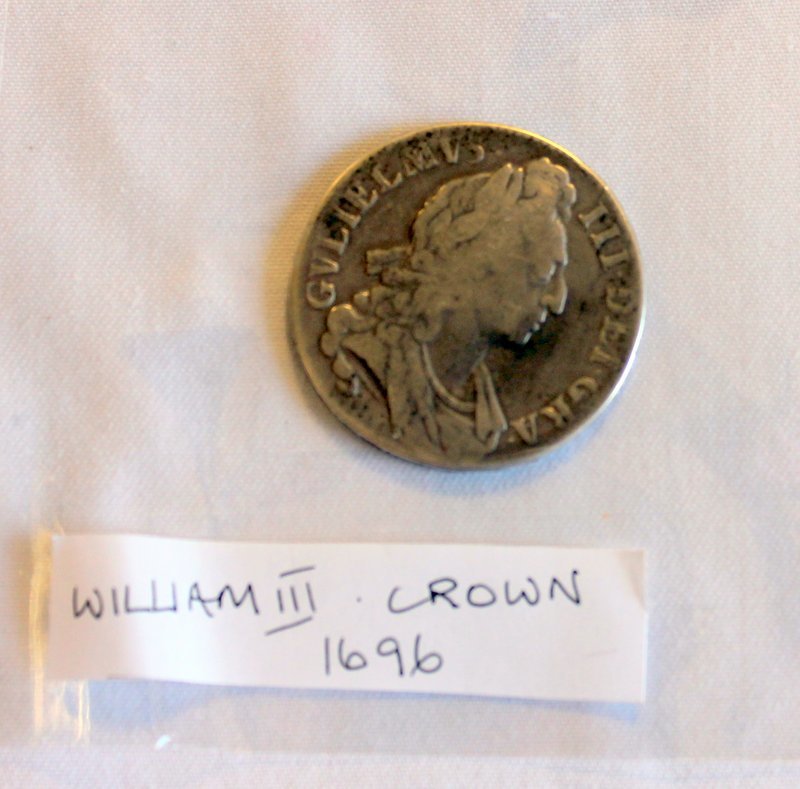 GVLIELMVS·
III·DEI·GRA·
WILLIAM III · CROWN
1696